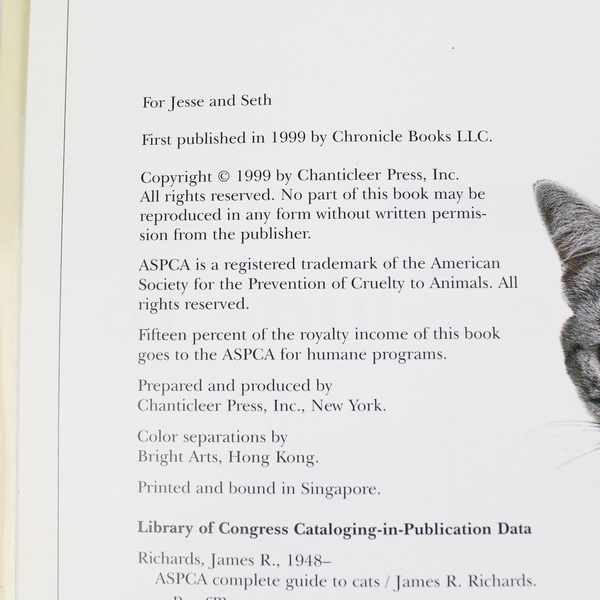 For Jesse and Seth
First published in 1999 by Chronicle Books LLC.
Copyright © 1999 by Chanticleer Press, Inc.
All rights reserved. No part of this book may be
reproduced in any form without written permis-
sion from the publisher.
ASPCA is a registered trademark of the American
Society for the Prevention of Cruelty to Animals. All
rights reserved.
Fifteen percent of the royalty income of this book
goes to the ASPCA for humane programs.
Prepared and produced by
Chanticleer Press, Inc., New York.
Color separations by
Bright Arts, Hong Kong.
Printed and bound in Singapore.
Library of Congress Cataloging-in-Publication Data
Richards, James R., 1948–
ASPCA complete guide to cats / James R. Richards.